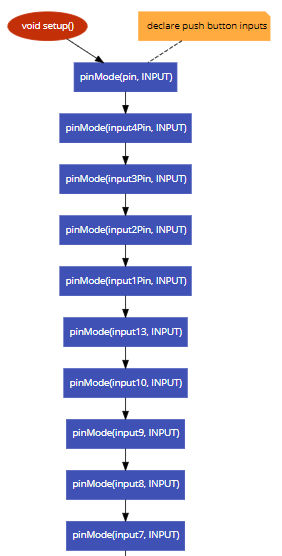 void setup()
declare push button inputs
pinMode(pin, INPUT)
pinMode(input4Pin, INPUT)
pinMode(input3Pin, INPUT)
pinMode(input2Pin, INPUT)
pinMode(input1Pin, INPUT)
pinMode(input13, INPUT)
pinMode(input10, INPUT)
pinMode(input9, INPUT)
pinMode(input8, INPUT)
pinMode(input7, INPUT)